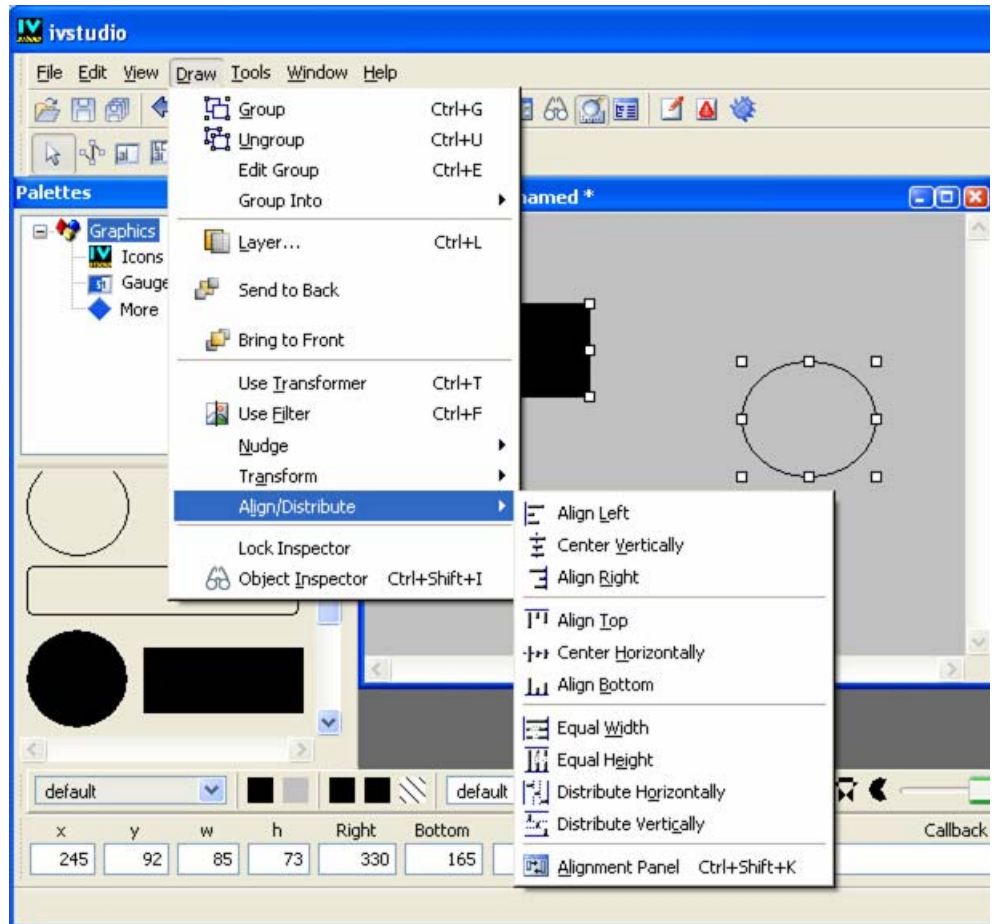 ivstudio
File Edit View Draw Tools Window Help
Palettes
Graphics
Icons
Gauge
More
Group Ctrl+G
Ungroup Ctrl+U
Edit Group Ctrl+E
Group Into
Layer... Ctrl+L
Send to Back
Bring to Front
Use Transformer Ctrl+T
Use Filter Ctrl+F
Nudge
Transform
Align/Distribute
Lock Inspector
Object Inspector Ctrl+Shift+I
named *
Align Left
Center Vertically
Align Right
Align Top
Center Horizontally
Align Bottom
Equal Width
Equal Height
Distribute Horizontally
Distribute Vertically
Alignment Panel Ctrl+Shift+K
default
default
x y w h Right Bottom Callback
245 92 85 73 330 165